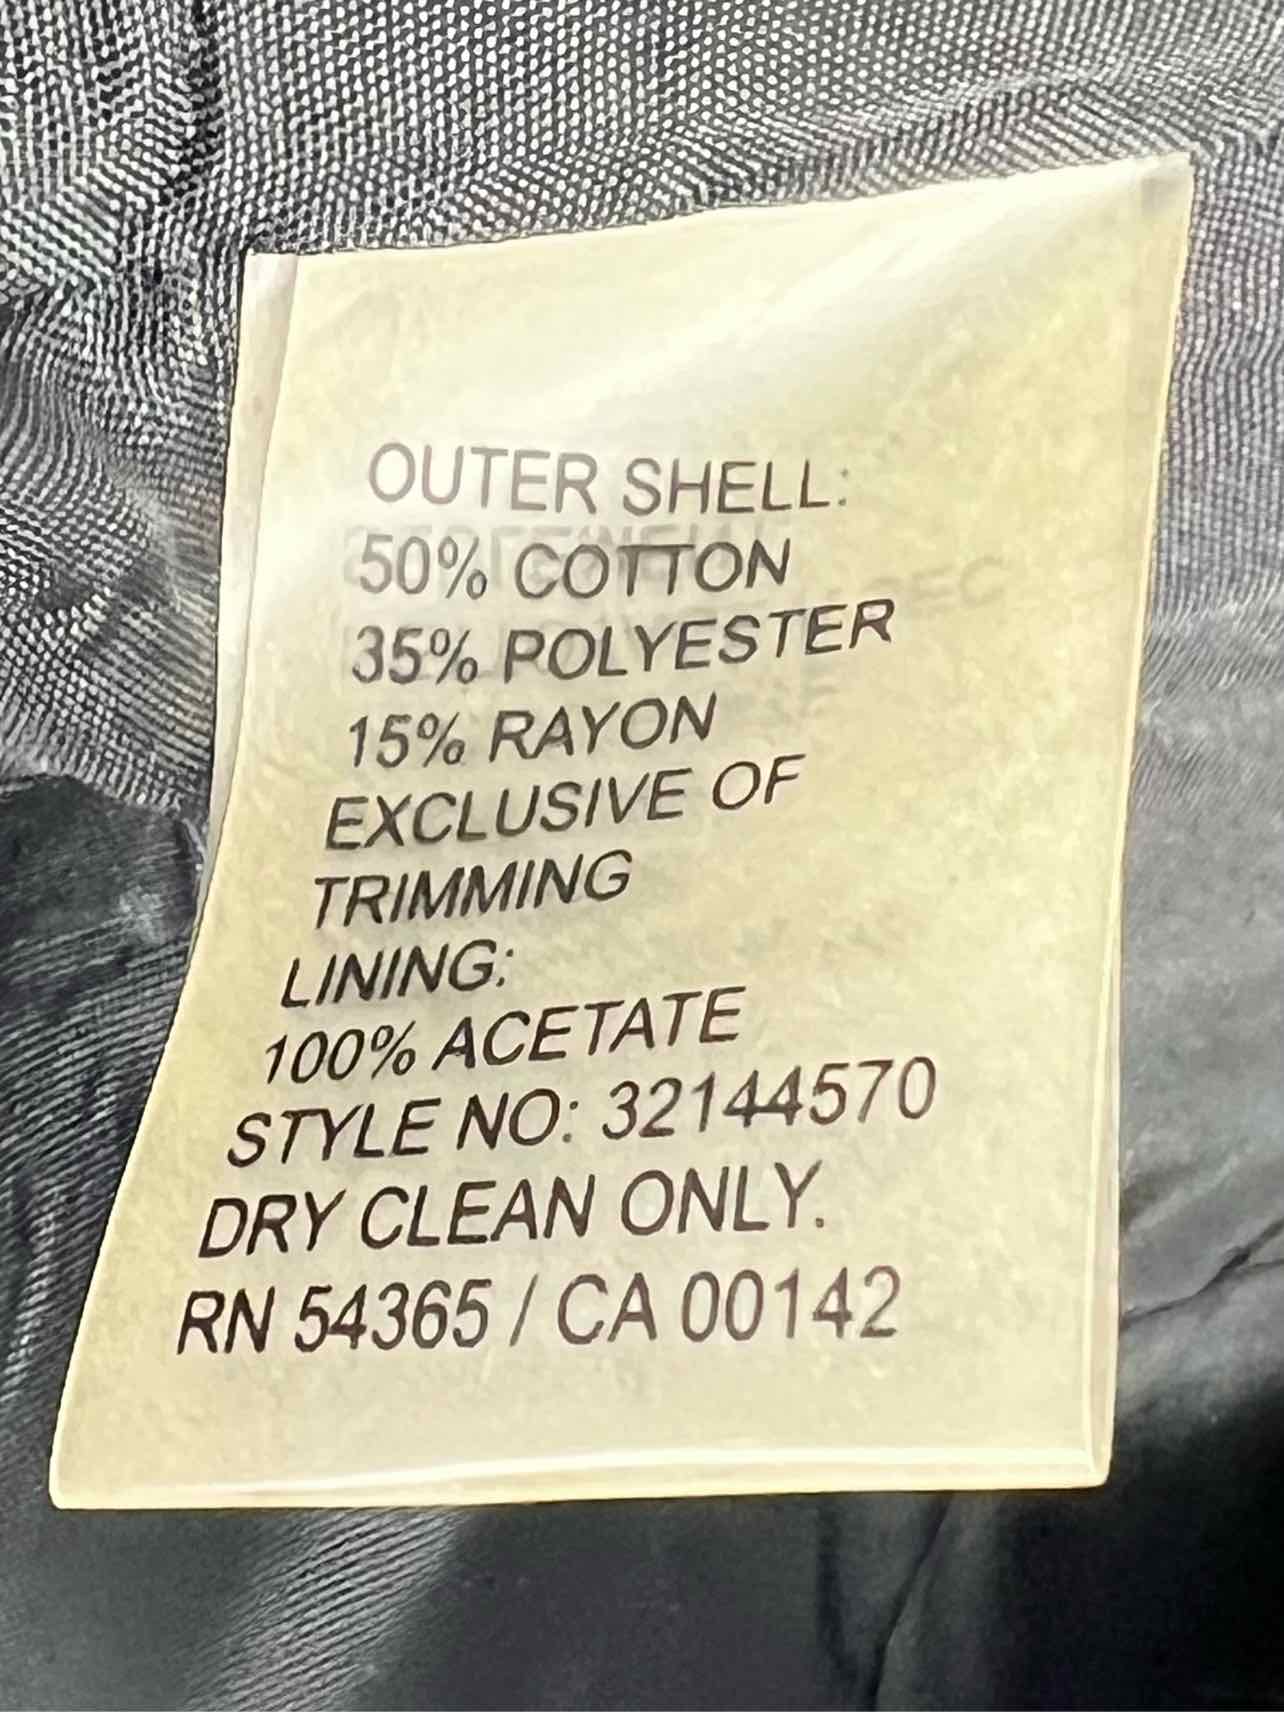 OUTER SHELL:
50% COTTON
35% POLYESTER
15% RAYON
EXCLUSIVE OF
TRIMMING
LINING:
100% ACETATE
STYLE NO: 32144570
DRY CLEAN ONLY.
RN 54365 / CA 00142